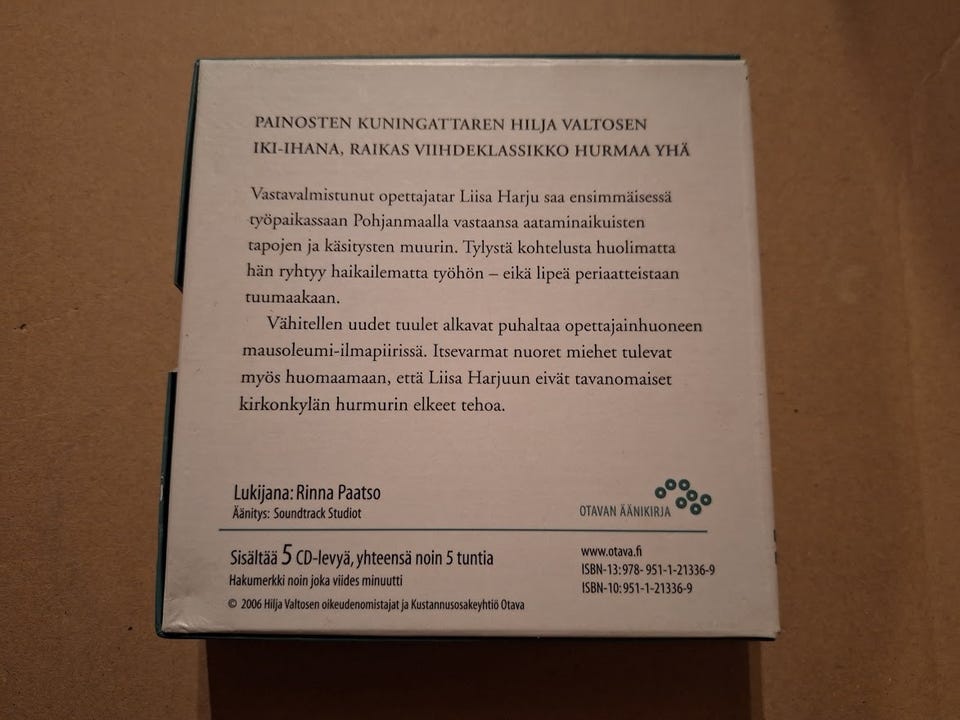 PAINOSTEN KUNINGATTAREN HILJA VALTOSEN
IKI-IHANA, RAIKAS VIIHDEKLASSIKKO HURMAA YHÄ
Vastavalmistunut opettajatar Liisa Harju saa ensimmäisessä
työpaikassaan Pohjanmaalla vastaansa aataminaikuisten
tapojen ja käsitysten muurin. Tylystä kohtelusta huolimatta
hän ryhtyy haikailematta työhön – eikä lipeä periaatteistaan
tuumaakaan.
Vähitellen uudet tuulet alkavat puhaltaa opettajainhuoneen
mausoleumi-ilmapiirissä. Itsevarmat nuoret miehet tulevat
myös huomaamaan, että Liisa Harjuun eivät tavanomaiset
kirkonkylän hurmurin elkeet tehoa.
Lukijana: Rinna Paatso
Äänitys: Soundtrack Studiot
OTAVAN ÄÄNIKIRJA
Sisältää 5 CD-levyä, yhteensä noin 5 tuntia
Hakumerkki noin joka viides minuutti
© 2006 Hilja Valtosen oikeudenomistajat ja Kustannusosakeyhtiö Otava
www.otava.fi
ISBN-13: 978- 951-1-21336-9
ISBN-10: 951-1-21336-9